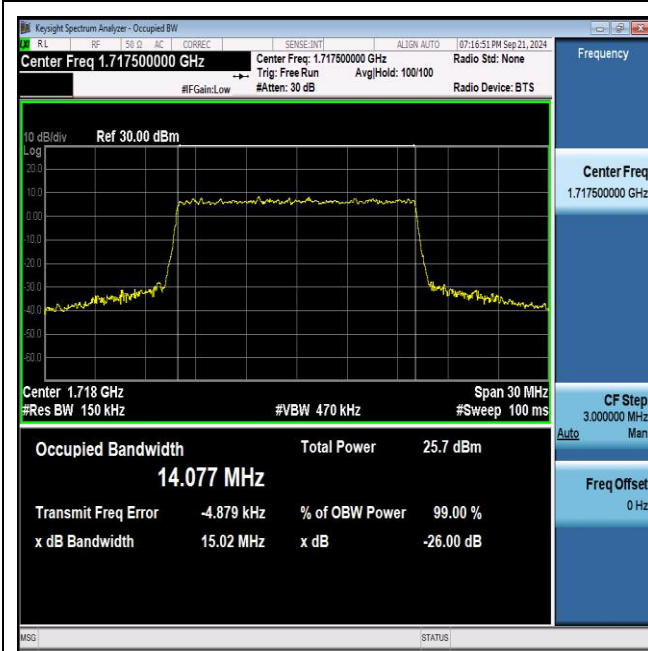 Keysight Spectrum Analyzer - Occupied BW
RL RF 50 Ω AC CORREC SENSE:INT ALIGN AUTO 07:16:51 PM Sep 21, 2024
Center Freq 1.717500000 GHz
Center Freq: 1.717500000 GHz
Radio Std: None
Trig: Free Run Avg|Hold: 100/100
#IFGain:Low
#Atten: 30 dB
Radio Device: BTS
10 dB/div Ref 30.00 dBm
Log
20.0
10.0
0.00
-10.0
-20.0
-30.0
-40.0
-50.0
-60.0
Center 1.718 GHz
Span 30 MHz
#Res BW 150 kHz
#VBW 470 kHz
#Sweep 100 ms
Occupied Bandwidth
14.077 MHz
Total Power 25.7 dBm
Transmit Freq Error -4.879 kHz
% of OBW Power 99.00 %
x dB Bandwidth 15.02 MHz
x dB -26.00 dB
MSG
STATUS
Frequency
Center Freq
1.717500000 GHz
CF Step
3.000000 MHz
Auto Man
Freq Offset
0 Hz